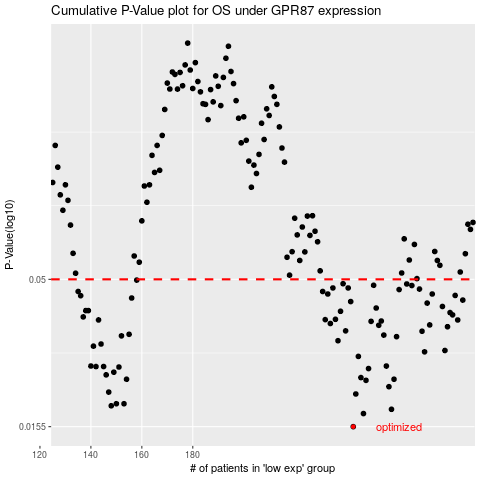 Cumulative P-Value plot for OS under GPR87 expression
P-Value(log10)
0.05
0.0155
optimized
120 140 160 180
# of patients in 'low exp' group